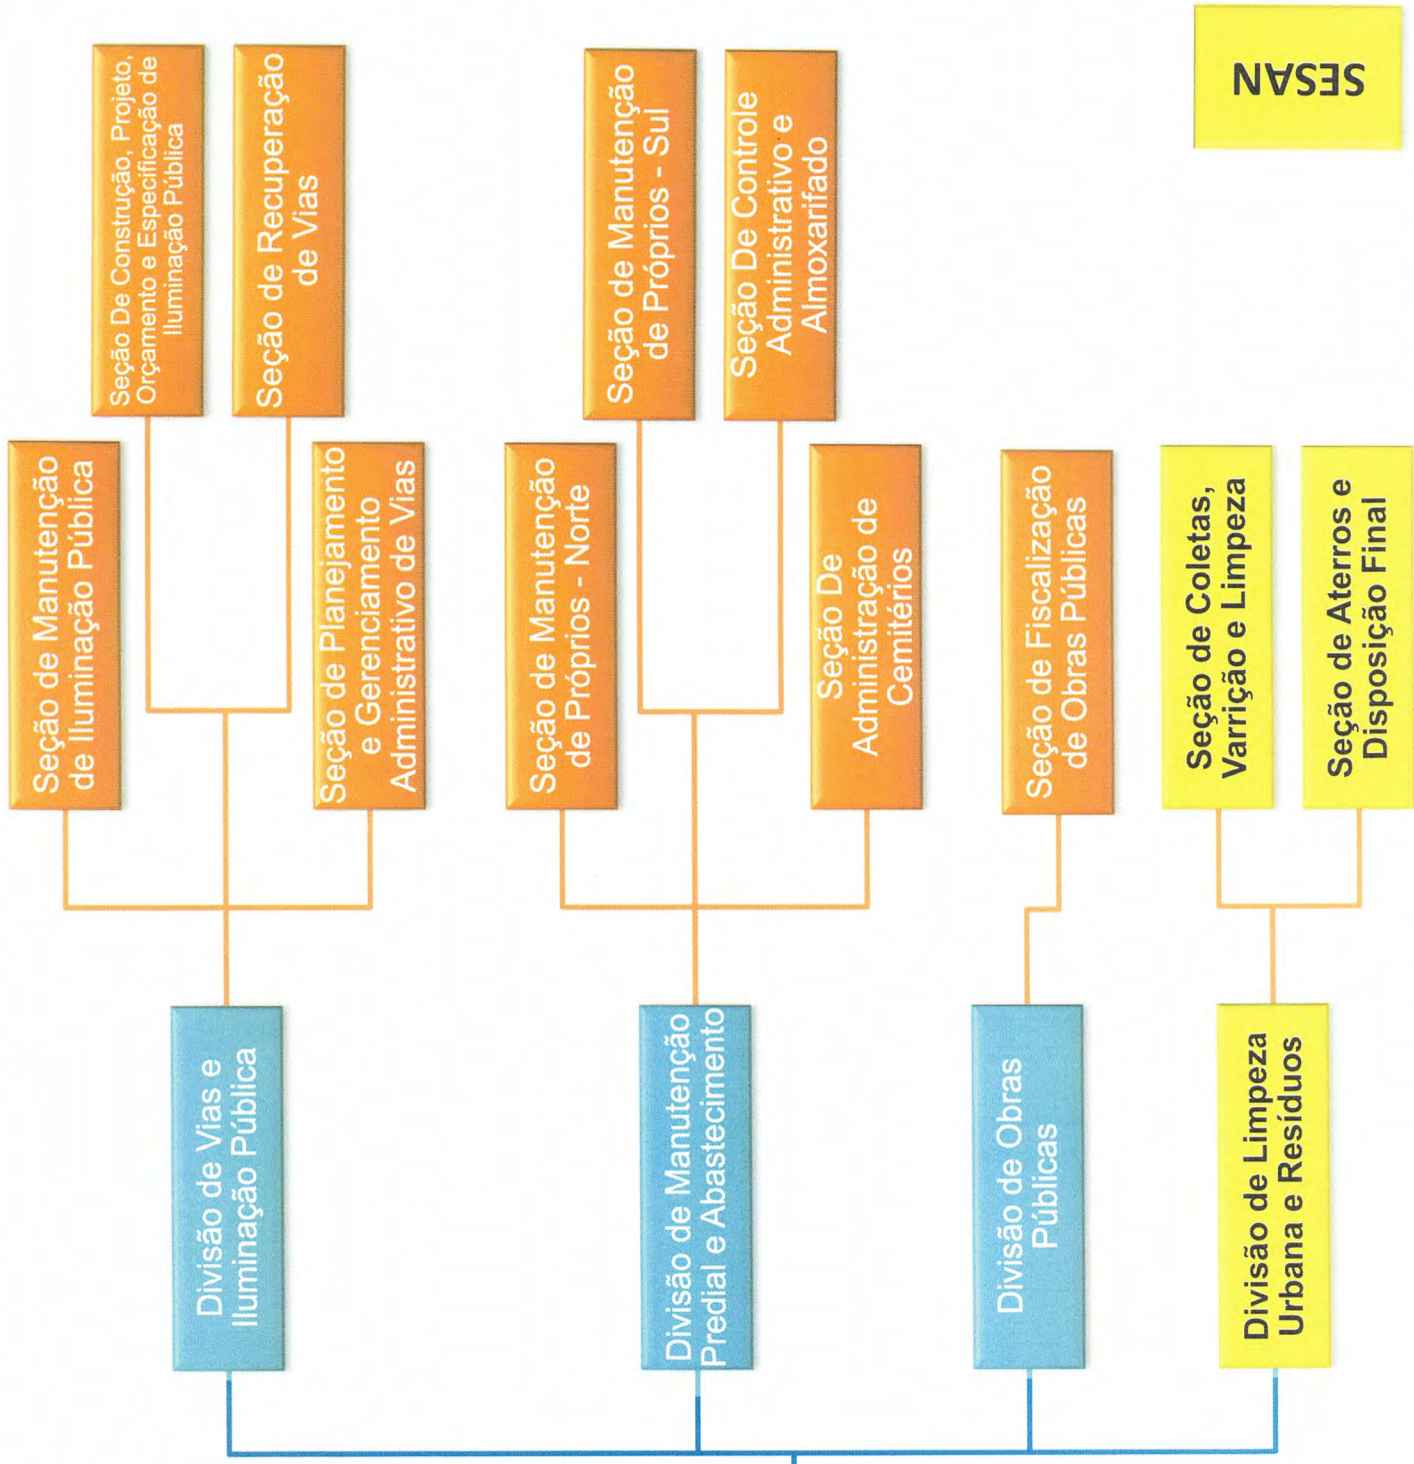 Divisão de Vias e
Iluminação Pública
Seção de Manutenção
de Iluminação Pública
Seção De Construção, Projeto,
Orçamento e Especificação de
Iluminação Pública
Seção de Recuperação
de Vias
Seção de Planejamento
e Gerenciamento
Administrativo de Vias
Divisão de Manutenção
Predial e Abastecimento
Seção de Manutenção
de Próprios - Norte
Seção de Manutenção
de Próprios - Sul
Seção De Controle
Administrativo e
Almoxarifado
Seção De
Administração de
Cemitérios
Divisão de Obras
Públicas
Seção de Fiscalização
de Obras Públicas
Divisão de Limpeza
Urbana e Resíduos
Seção de Coletas,
Varrição e Limpeza
Seção de Aterros e
Disposição Final
SESAN